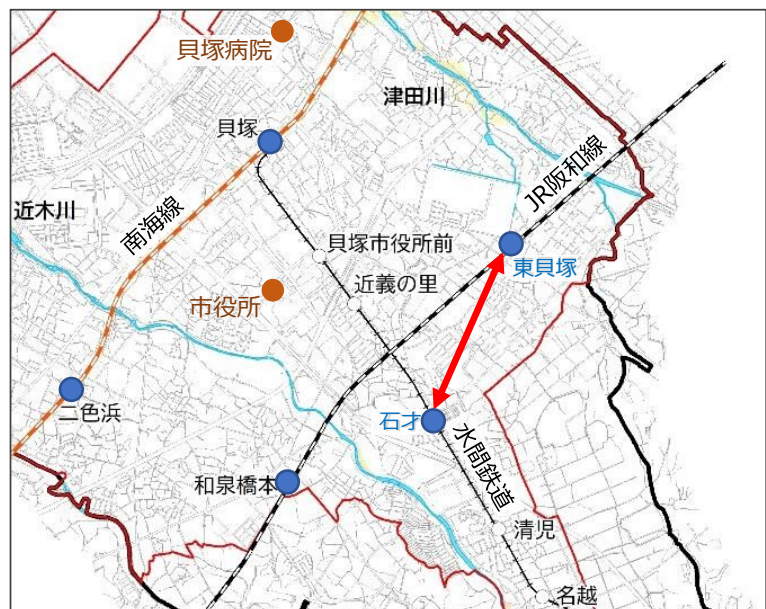 貝塚病院
津田川
貝塚
JR阪和線
南海線
近木川
貝塚市役所前
東貝塚
近義の里
市役所
二色浜
石才
水間鉄道
和泉橋本
清児
名越